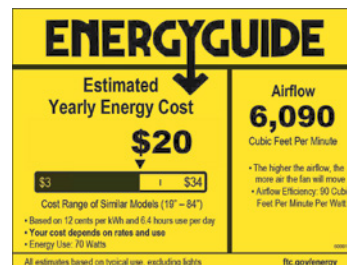 ENERGYGUIDE
Estimated
Yearly Energy Cost
$20
$3
$34
Cost Range of Similar Models (19" – 84")
• Based on 12 cents per kWh and 6.4 hours use per day
• Your cost depends on rates and use
• Energy Use: 70 Watts
All estimates based on typical use, excluding lights
Airflow
6,090
Cubic Feet Per Minute
• The higher the airflow, the
more air the fan will move
• Airflow Efficiency: 90 Cubic
Feet Per Minute Per Watt
ftc.gov/energy